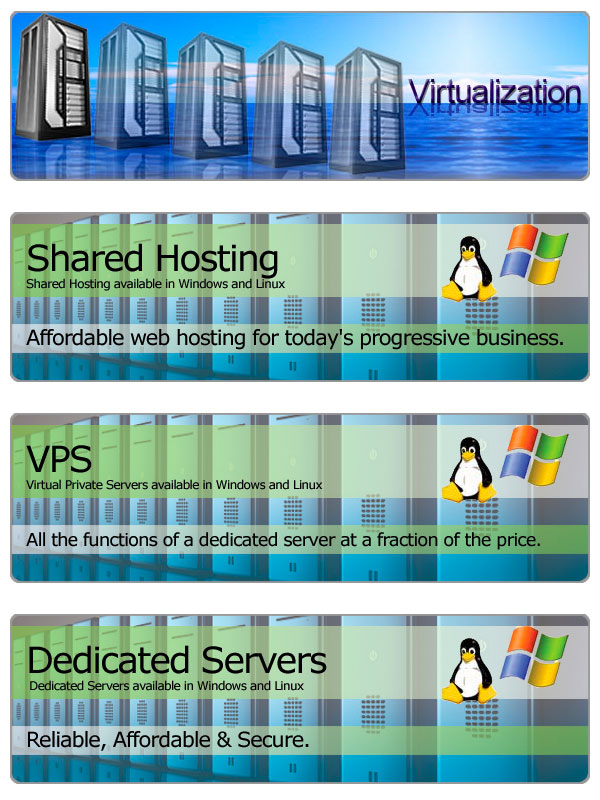 Virtualization
Shared Hosting
Shared Hosting available in Windows and Linux
Affordable web hosting for today's progressive business.
VPS
Virtual Private Servers available in Windows and Linux
All the functions of a dedicated server at a fraction of the price.
Dedicated Servers
Dedicated Servers available in Windows and Linux
Reliable, Affordable & Secure.